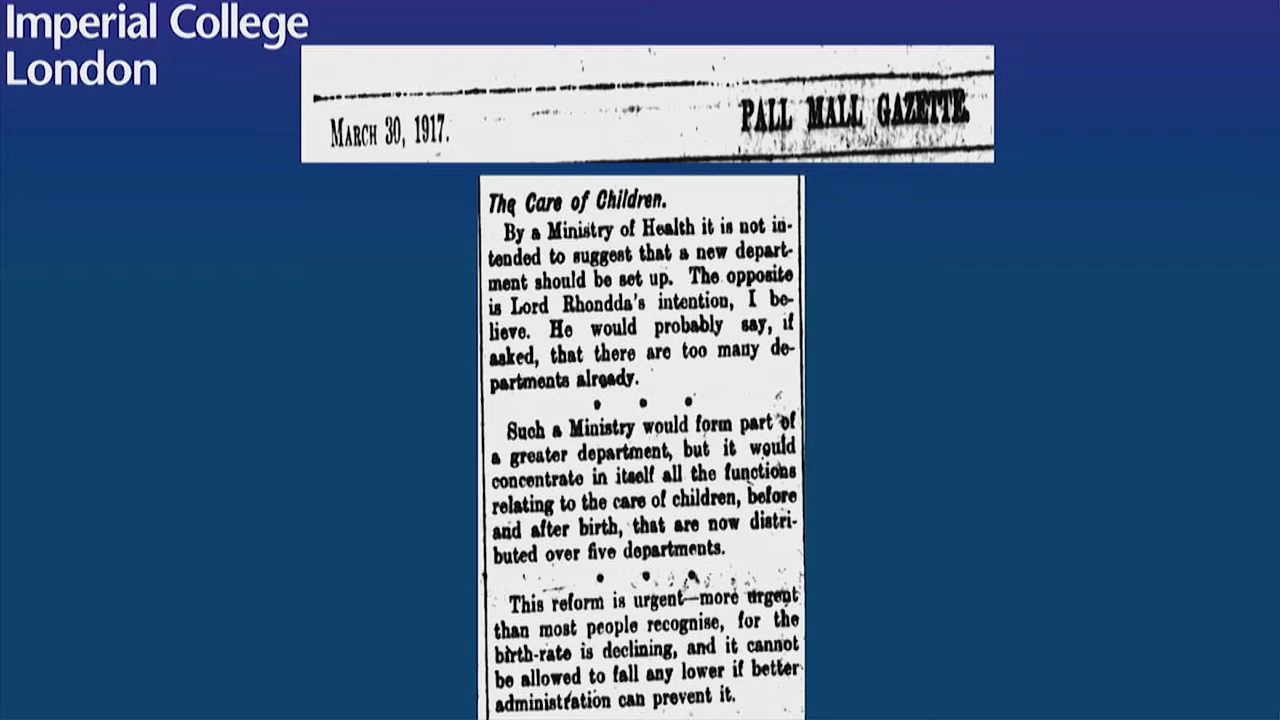 Imperial College
London
MARCH 30, 1917.
PALL MALL GAZETTE.
The Care of Children.
By a Ministry of Health it is not in-
tended to suggest that a new depart-
ment should be set up. The opposite
is Lord Rhondda's intention, I be-
lieve. He would probably say, if
asked, that there are too many de-
partments already.
Such a Ministry would form part of
a greater department, but it would
concentrate in itself all the functions
relating to the care of children, before
and after birth, that are now distri-
buted over five departments.
This reform is urgent—more urgent
than most people recognise, for the
birth-rate is declining, and it cannot
be allowed to fall any lower if better
administration can prevent it.